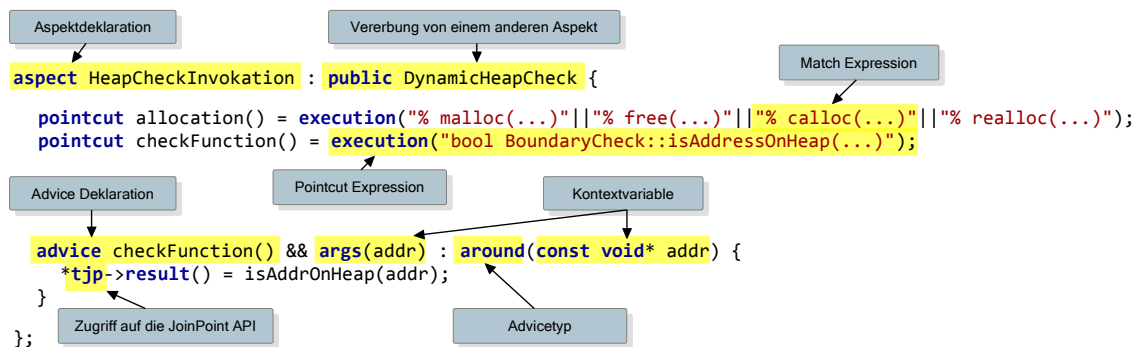 Aspektdeklaration
Vererbung von einem anderen Aspekt
aspect HeapCheckInvokation : public DynamicHeapCheck {
Match Expression
pointcut allocation() = execution("% malloc(...)"||"% free(...)"||"% calloc(...)"||"% realloc(...)");
pointcut checkFunction() = execution("bool BoundaryCheck::isAddressOnHeap(...)");
Advice Deklaration
Pointcut Expression
Kontextvariable
advice checkFunction() && args(addr) : around(const void* addr) {
*tjp->result() = isAddrOnHeap(addr);
}
Zugriff auf die JoinPoint API
Advicetyp
};